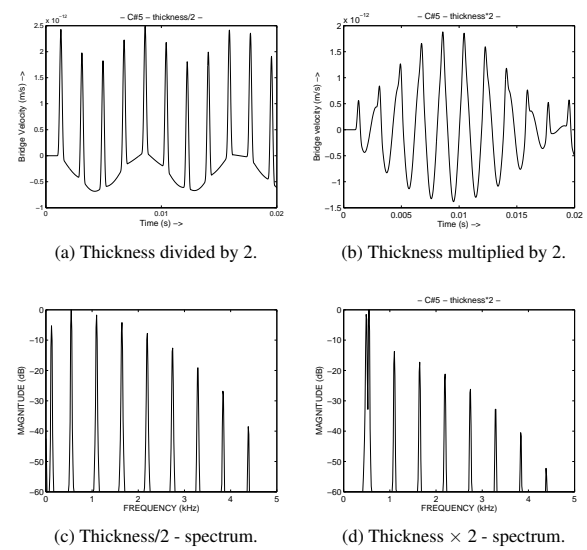 – C#5 – thickness/2 –
x 10⁻¹²
2.5
2
1.5
1
0.5
0
−0.5
−1
0.01
0.02
Bridge Velocity (m/s) −>
Time (s) −>
(a) Thickness divided by 2.
– C#5 – thickness*2 –
x 10⁻¹²
2
1.5
1
0.5
0
−0.5
−1
−1.5
0
0.005
0.01
0.015
0.02
Bridge velocity (m/s) −>
Time (s) −>
(b) Thickness multiplied by 2.
0
−10
−20
−30
−40
−50
−60
0
1
2
3
4
5
MAGNITUDE (dB)
FREQUENCY (kHz)
(c) Thickness/2 - spectrum.
– C#5 – thickness*2 –
0
−10
−20
−30
−40
−50
−60
0
1
2
3
4
5
MAGNITUDE (dB)
FREQUENCY (kHz)
(d) Thickness × 2 - spectrum.